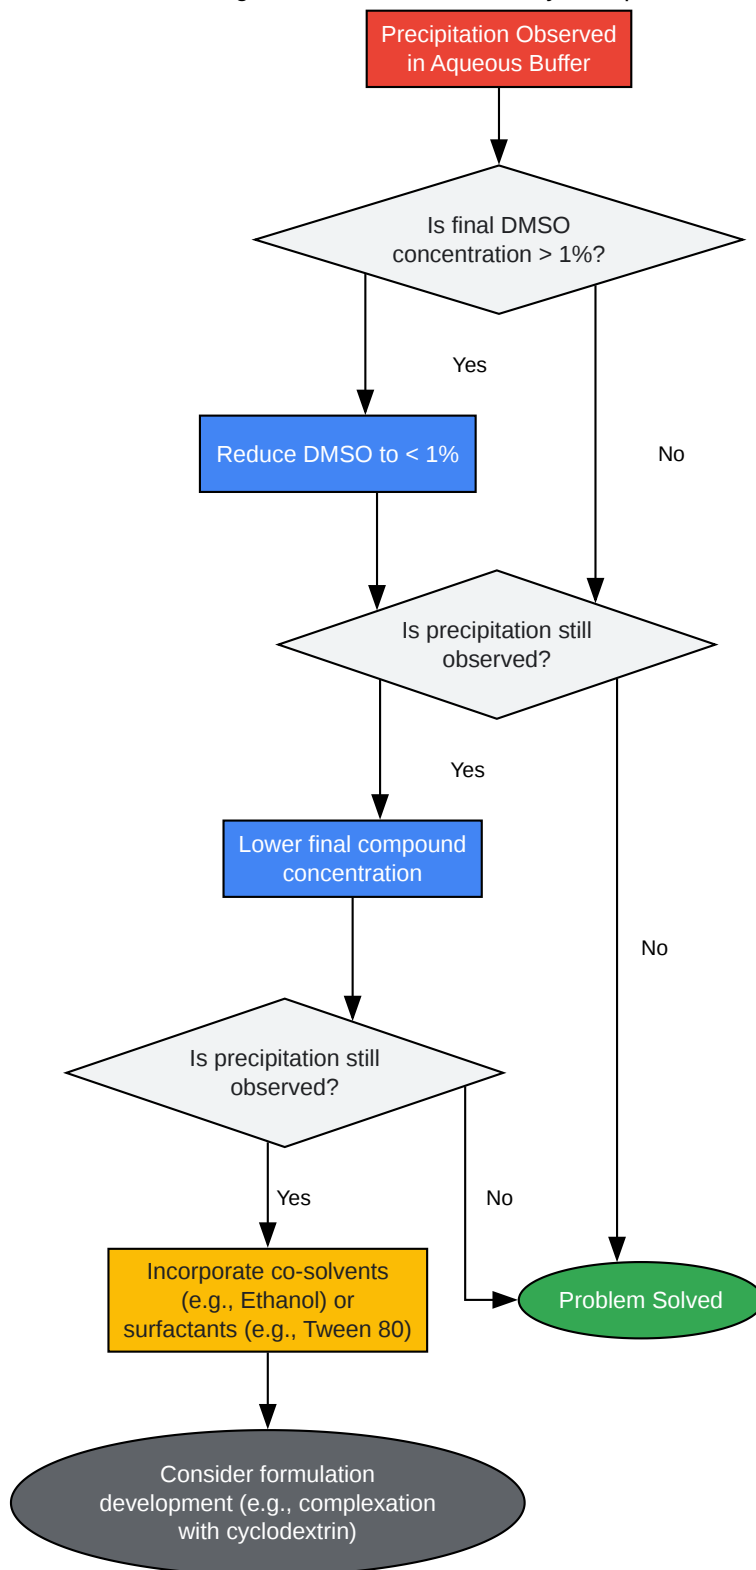 Precipitation Observed
in Aqueous Buffer
Is final DMSO
concentration > 1%?
Yes
Reduce DMSO to < 1%
No
Is precipitation still
observed?
Yes
Lower final compound
concentration
No
Is precipitation still
observed?
Yes
No
Incorporate co-solvents
(e.g., Ethanol) or
surfactants (e.g., Tween 80)
Problem Solved
Consider formulation
development (e.g., complexation
with cyclodextrin)